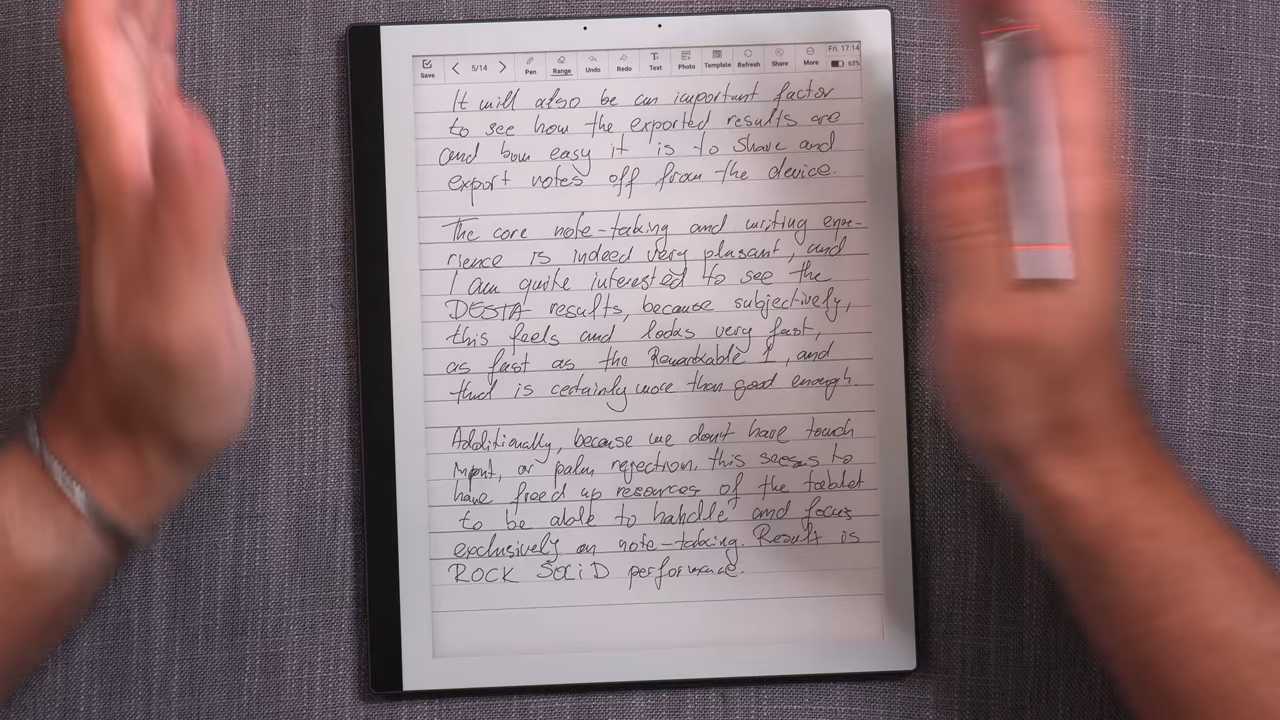 Save 5/14 Pen Range Undo Redo Text Photo Template Refresh Share More Fri. 17:14 63%
It will also be an important factor
to see how the exported results are
and how easy it is to share and
export notes off from the device.
The core note-taking and writing expe-
rience is indeed very plasant, and
I am quite interested to see the
DESTA results, because subjectively,
this feels and looks very fast,
as fast as the Remarkable 1, and
that is certainly more than good enough.
Additionally, because we don't have touch
input, or palm rejection, this seems to
have freed up resources of the tablet
to be able to handle and focus
exclusively on note-taking. Result is
ROCK SOLiD performance.